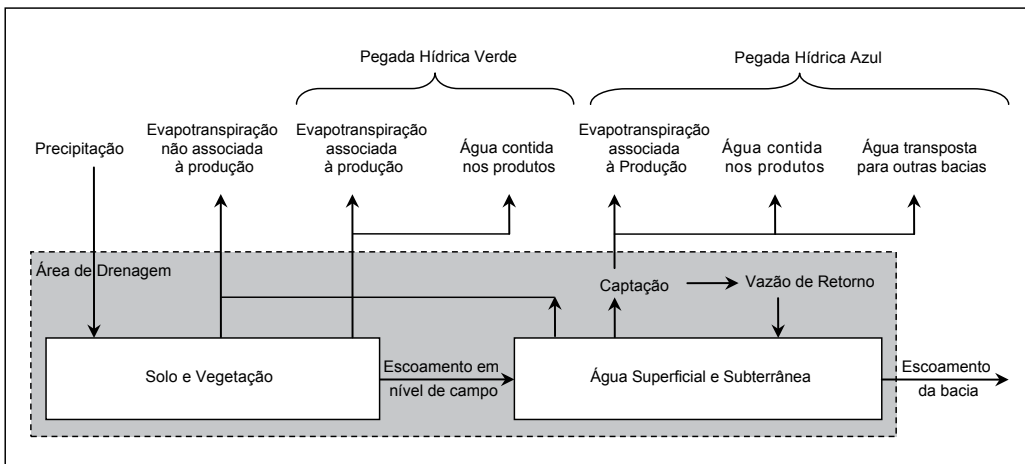 Pegada Hídrica Verde
Pegada Hídrica Azul
Precipitação
Evapotranspiração
não associada
à produção
Evapotranspiração
associada
à produção
Água contida
nos produtos
Evapotranspiração
associada
à Produção
Água contida
nos produtos
Água transposta
para outras bacias
Área de Drenagem
Captação
Vazão de Retorno
Solo e Vegetação
Escoamento em
nível de campo
Água Superficial e Subterrânea
Escoamento
da bacia